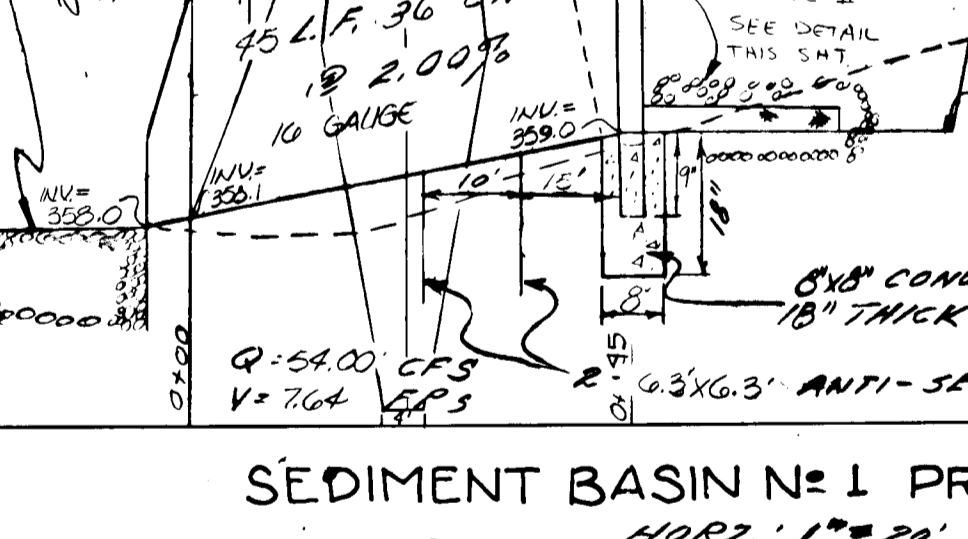 45 L.F. 36
@ 2.00%
16 GAUGE
SEE DETAIL
THIS SHT.
INV.=
359.0
INV.=
358.1
INV.=
358.0
10'
15'
9"
18"
8'
8"x8" CONC
18" THICK
0+00
0+45
Q=54.00 CFS
V=7.64 FPS
4'
2 6.3'X6.3' ANTI-SE
SEDIMENT BASIN Nº 1 PR
HORZ.: 1"=20'